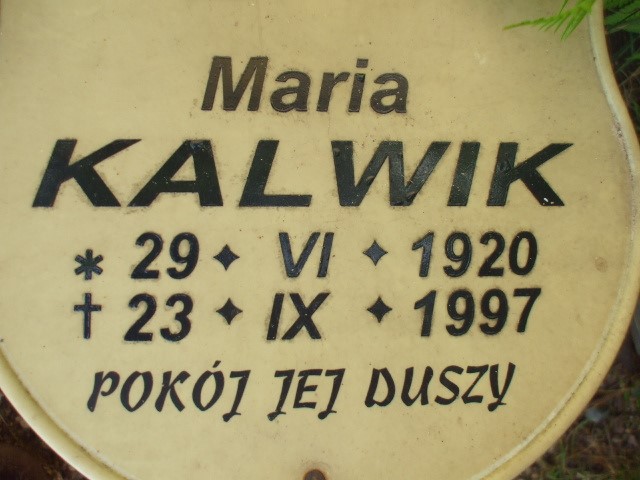 Maria
KALWIK
* 29 ✦ VI ✦ 1920
† 23 ✦ IX ✦ 1997
POKÓJ JEJ DUSZY